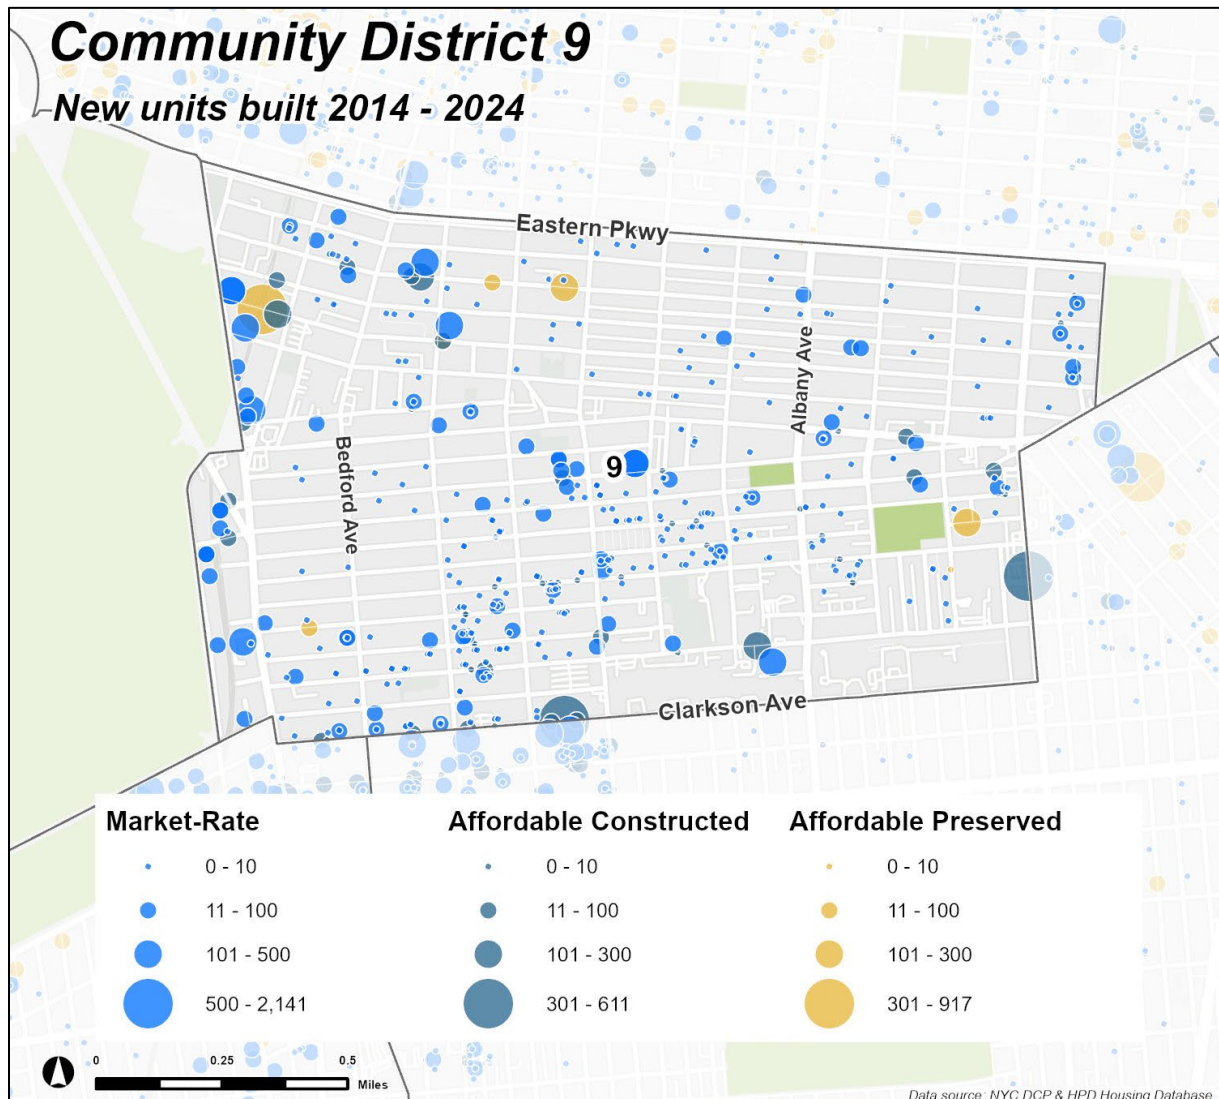 Community District 9
New units built 2014 - 2024
Eastern Pkwy
Albany Ave
Bedford Ave
9
Clarkson Ave
Market-Rate
0 - 10
11 - 100
101 - 500
500 - 2,141
Affordable Constructed
0 - 10
11 - 100
101 - 300
301 - 611
Affordable Preserved
0 - 10
11 - 100
101 - 300
301 - 917
0 0.25 0.5
Miles
Data source: NYC DCP & HPD Housing Database